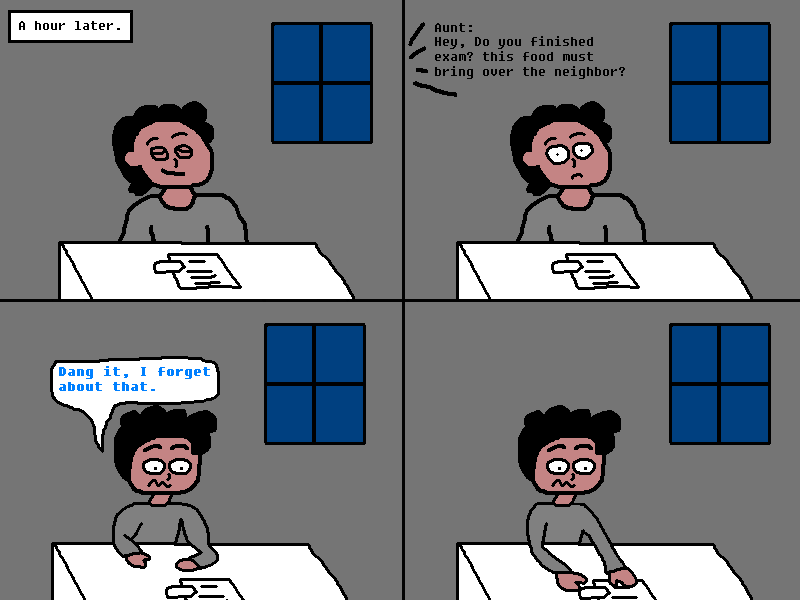 A hour later.
Aunt:
Hey, Do you finished
exam? this food must
bring over the neighbor?
Dang it, I forget
about that.